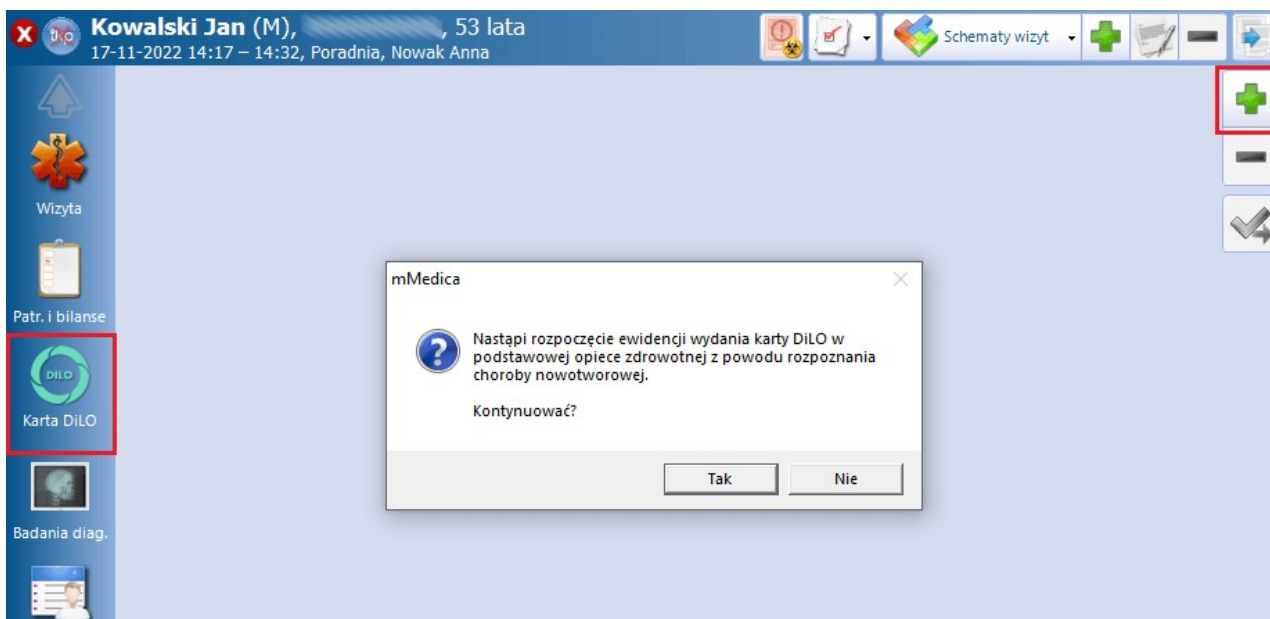 Kowalski Jan (M), , 53 lata
17-11-2022 14:17 – 14:32, Poradnia, Nowak Anna
Schematy wizyt
Wizyta
Patr. i bilanse
DILO
Karta DiLO
Badania diag.
mMedica
Nastąpi rozpoczęcie ewidencji wydania karty DiLO w
podstawowej opiece zdrowotnej z powodu rozpoznania
choroby nowotworowej.
Kontynuować?
Tak
Nie